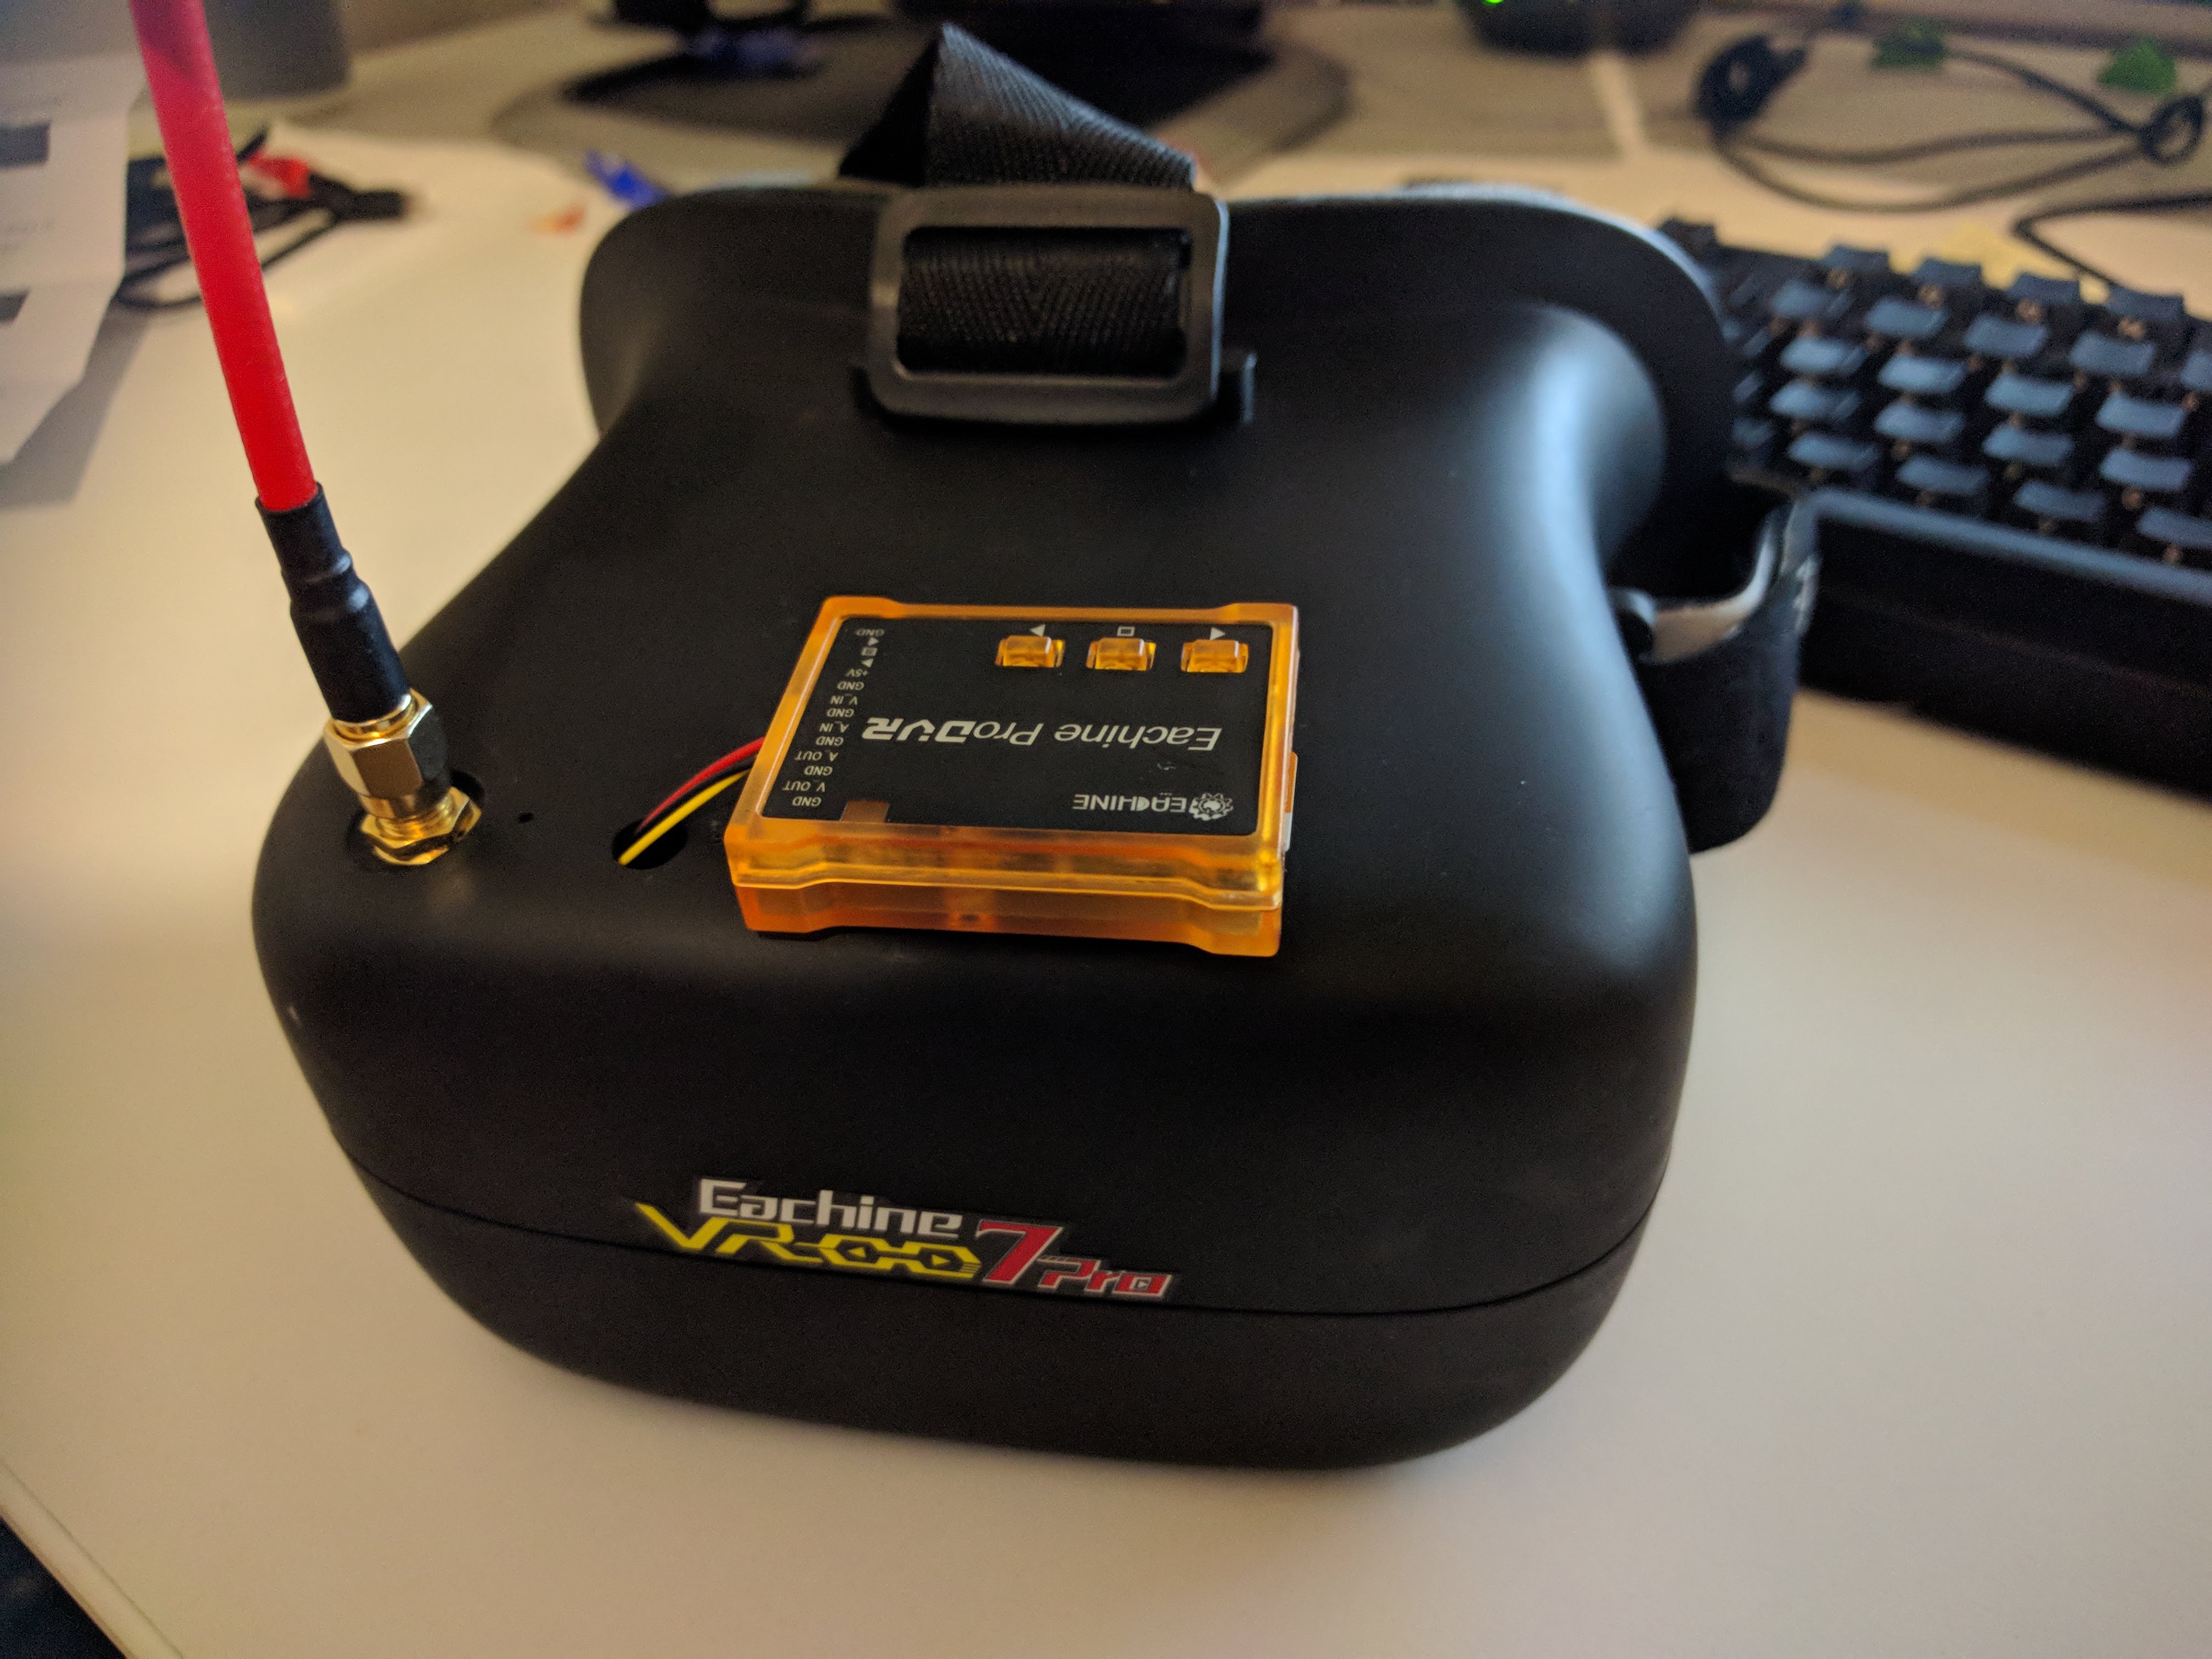 GND
+5V
GND
V_IN
GND
A_IN
GND
A_OUT
GND
V_OUT
GND
Eachine ProDVR
EACHINE
Eachine
VR 007 Pro